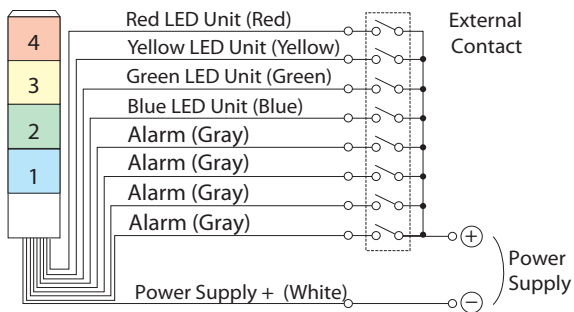 Red LED Unit (Red)
Yellow LED Unit (Yellow)
Green LED Unit (Green)
Blue LED Unit (Blue)
Alarm (Gray)
Alarm (Gray)
Alarm (Gray)
Alarm (Gray)
Power Supply + (White)
External
Contact
4
3
2
1
+
−
Power
Supply